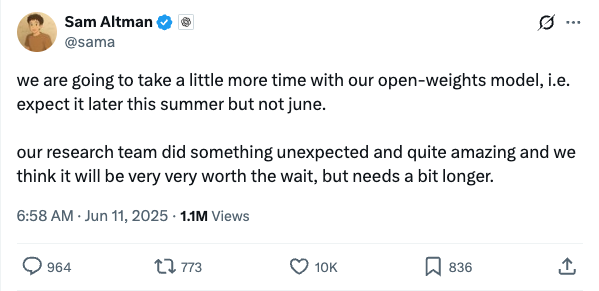 Sam Altman
@sama
we are going to take a little more time with our open-weights model, i.e.
expect it later this summer but not june.
our research team did something unexpected and quite amazing and we
think it will be very very worth the wait, but needs a bit longer.
6:58 AM · Jun 11, 2025 · 1.1M Views
964 773 10K 836